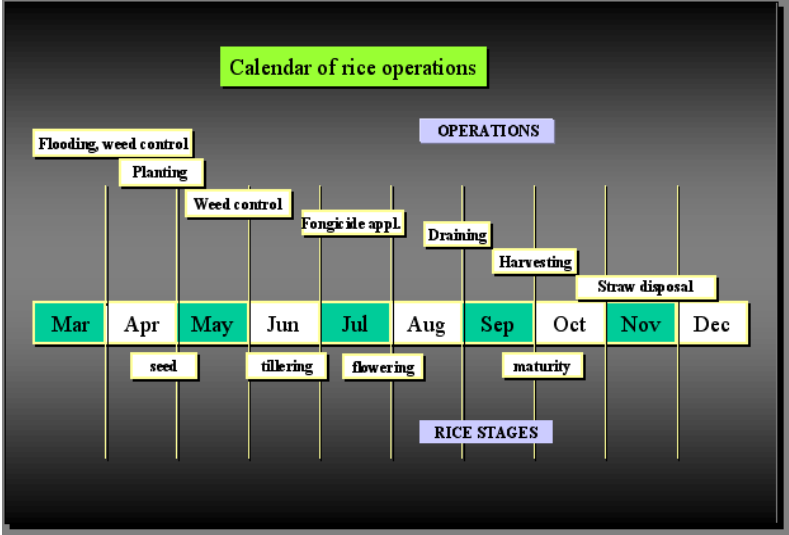 Calendar of rice operations
OPERATIONS
Flooding, weed control
Planting
Weed control
Fongicide appl.
Draining
Harvesting
Straw disposal
Mar Apr May Jun Jul Aug Sep Oct Nov Dec
seed tillering flowering maturity
RICE STAGES